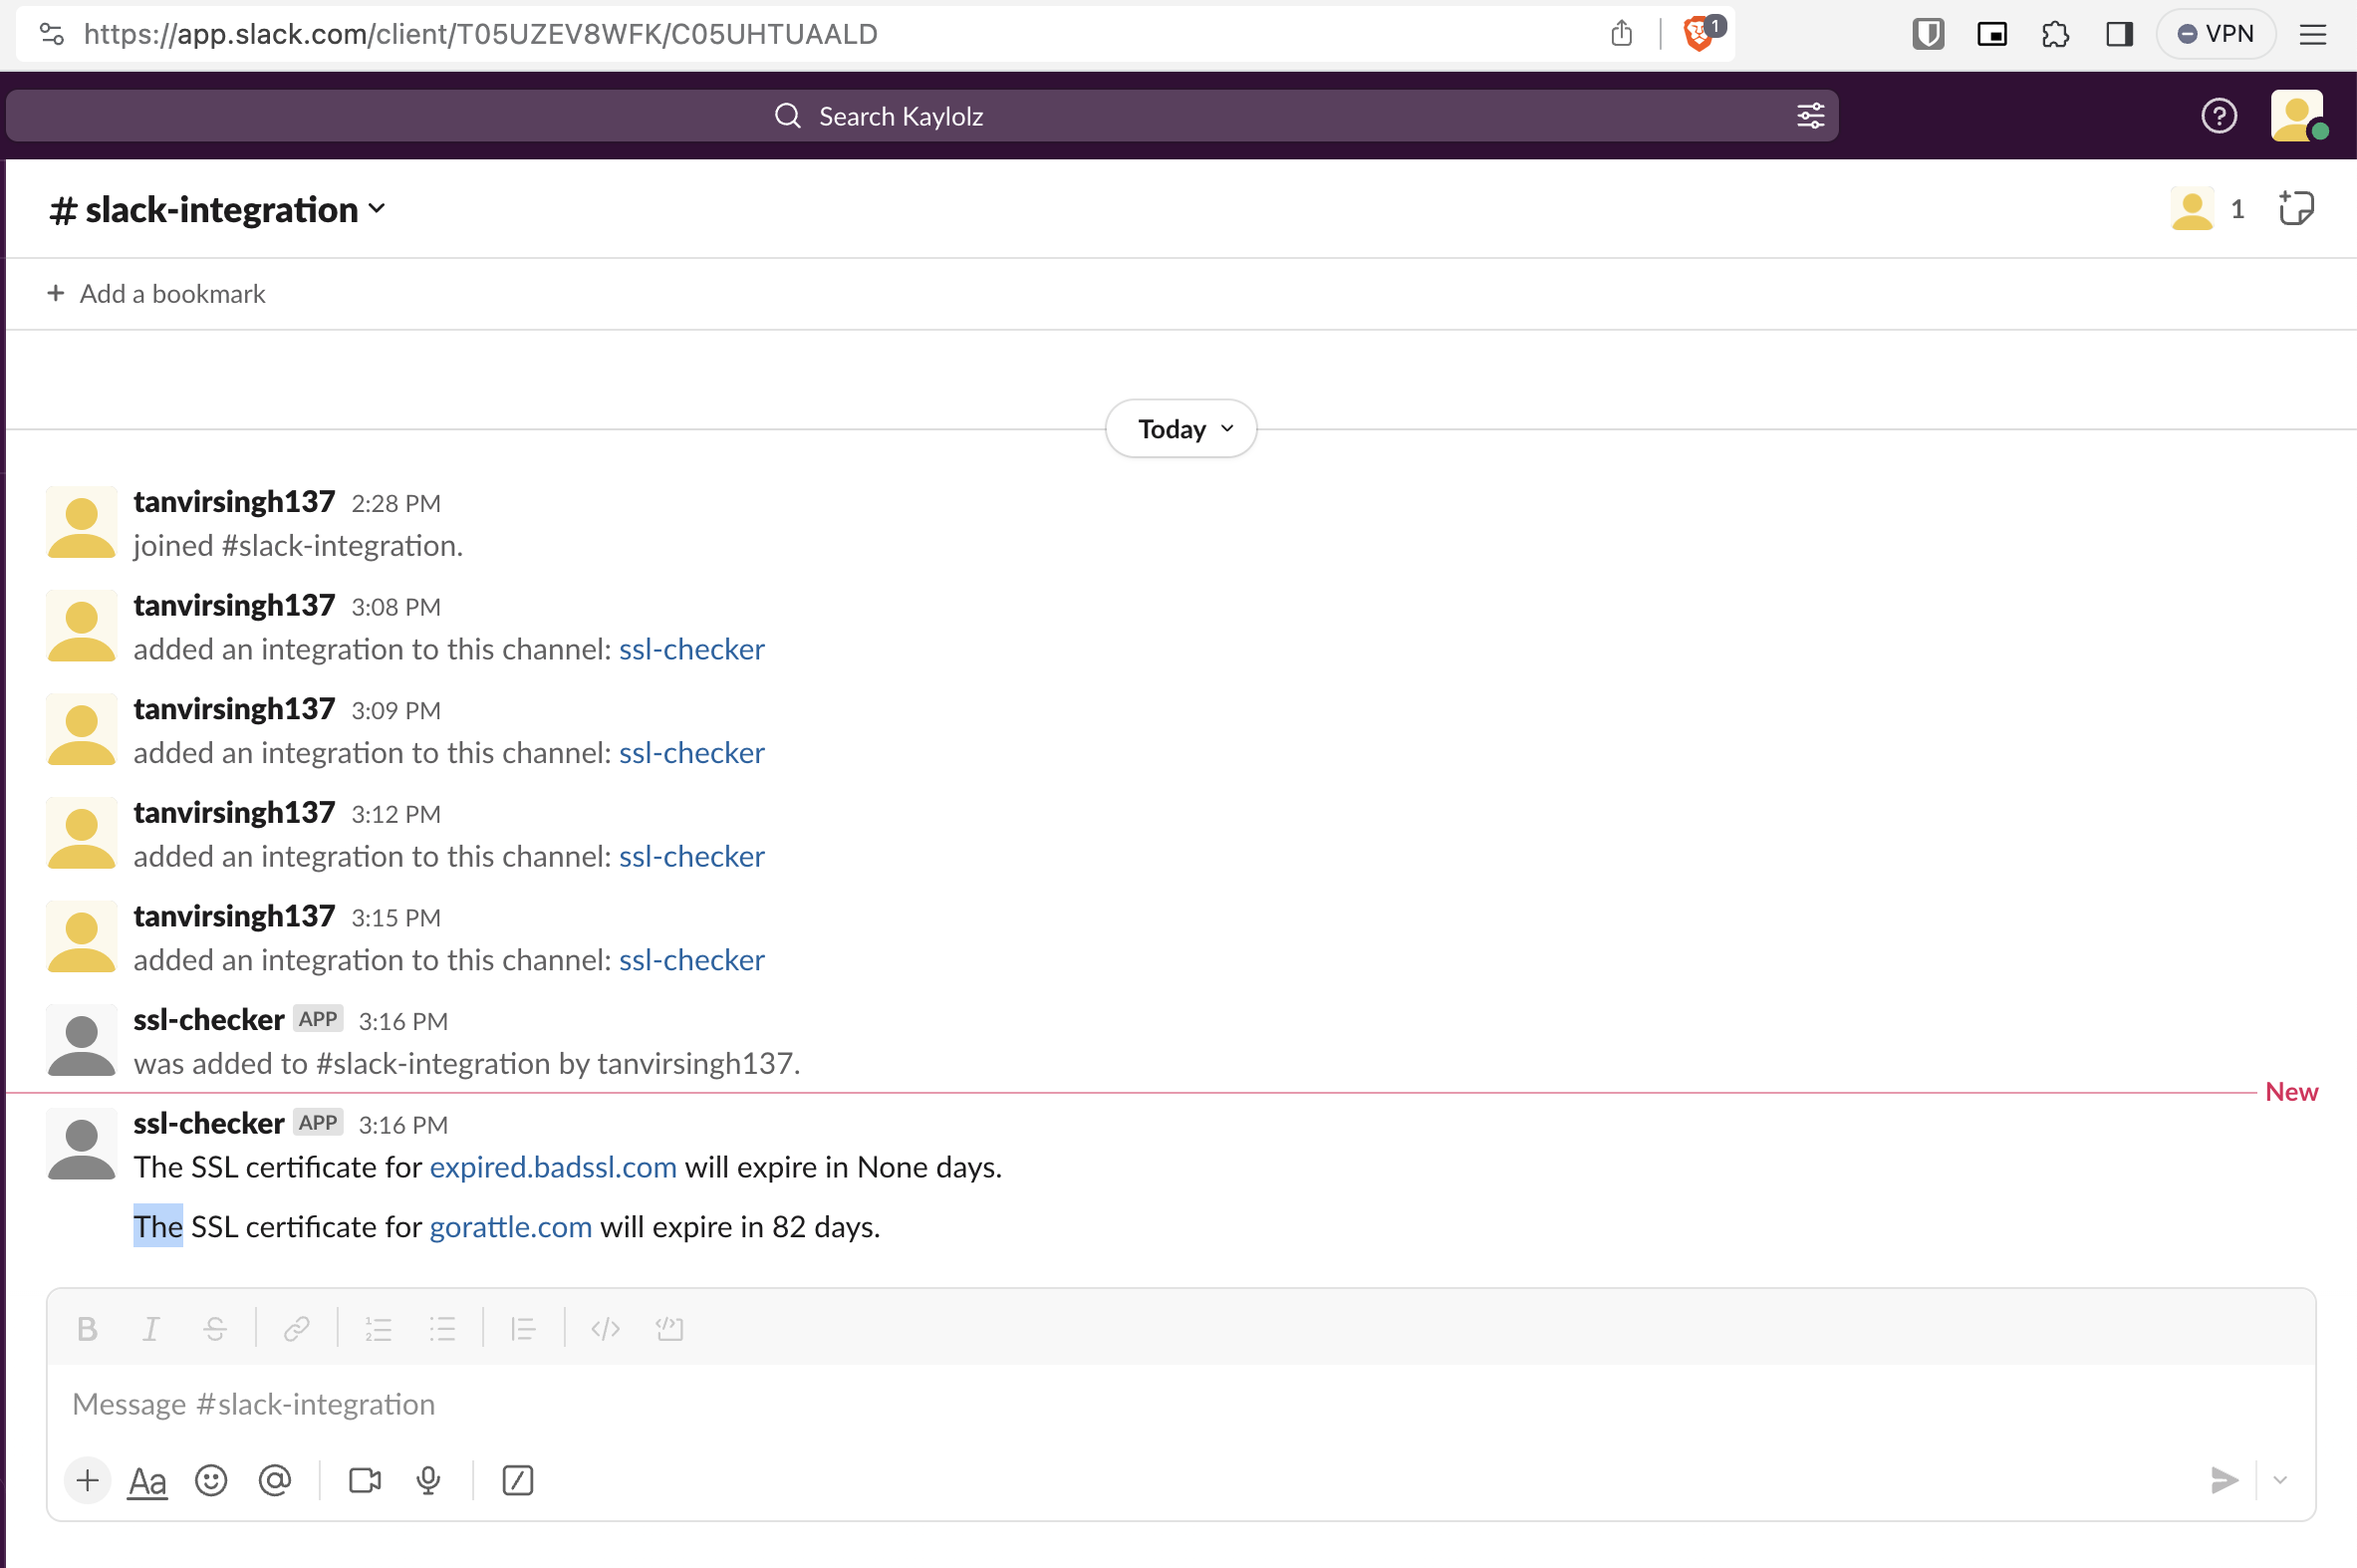 https://app.slack.com/client/T05UZEV8WFK/C05UHTUAALD
1
VPN
Search Kaylolz
# slack-integration
1
+ Add a bookmark
Today
tanvirsingh137 2:28 PM
joined #slack-integration.
tanvirsingh137 3:08 PM
added an integration to this channel: ssl-checker
tanvirsingh137 3:09 PM
added an integration to this channel: ssl-checker
tanvirsingh137 3:12 PM
added an integration to this channel: ssl-checker
tanvirsingh137 3:15 PM
added an integration to this channel: ssl-checker
ssl-checker APP 3:16 PM
was added to #slack-integration by tanvirsingh137.
New
ssl-checker APP 3:16 PM
The SSL certificate for expired.badssl.com will expire in None days.
The SSL certificate for gorattle.com will expire in 82 days.
Message #slack-integration
Aa